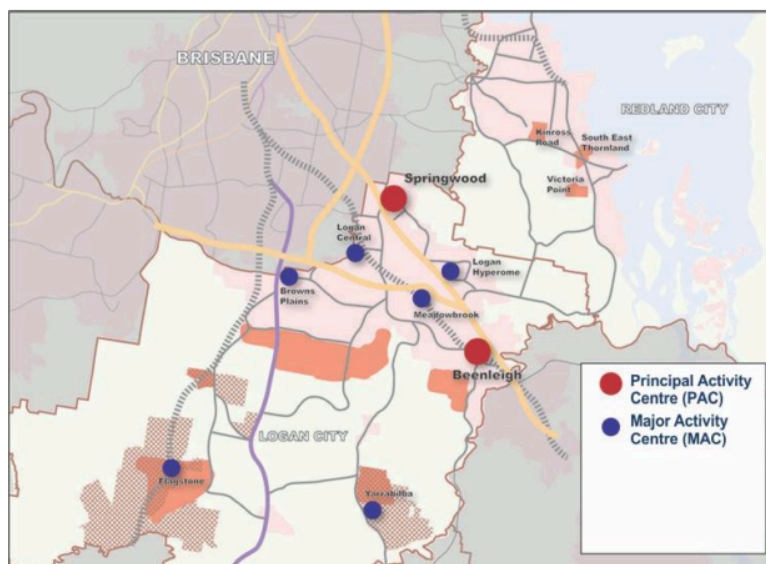 BRISBANE
REDLAND CITY
Kinross
Road
South East
Thornland
Victoria
Point
Springwood
Logan
Central
Logan
Hyperome
Browns
Plains
Meadowbrook
Beenleigh
Principal Activity
Centre (PAC)
Major Activity
Centre (MAC)
LOGAN CITY
Flagstone
Yarrabilba